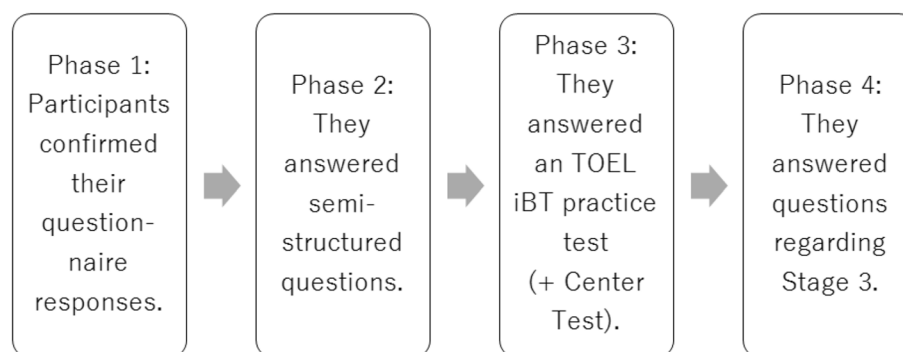 Phase 1:
Participants
confirmed
their
question-
naire
responses.
Phase 2:
They
answered
semi-
structured
questions.
Phase 3:
They
answered
an TOEL
iBT practice
test
(+ Center
Test).
Phase 4:
They
answered
questions
regarding
Stage 3.